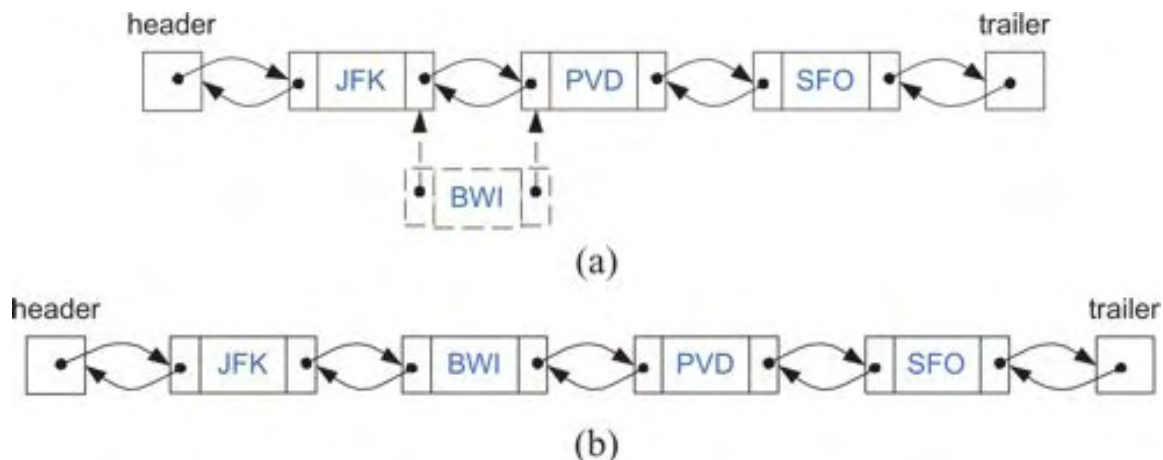 header trailer
JFK PVD SFO
BWI
(a)
header trailer
JFK BWI PVD SFO
(b)